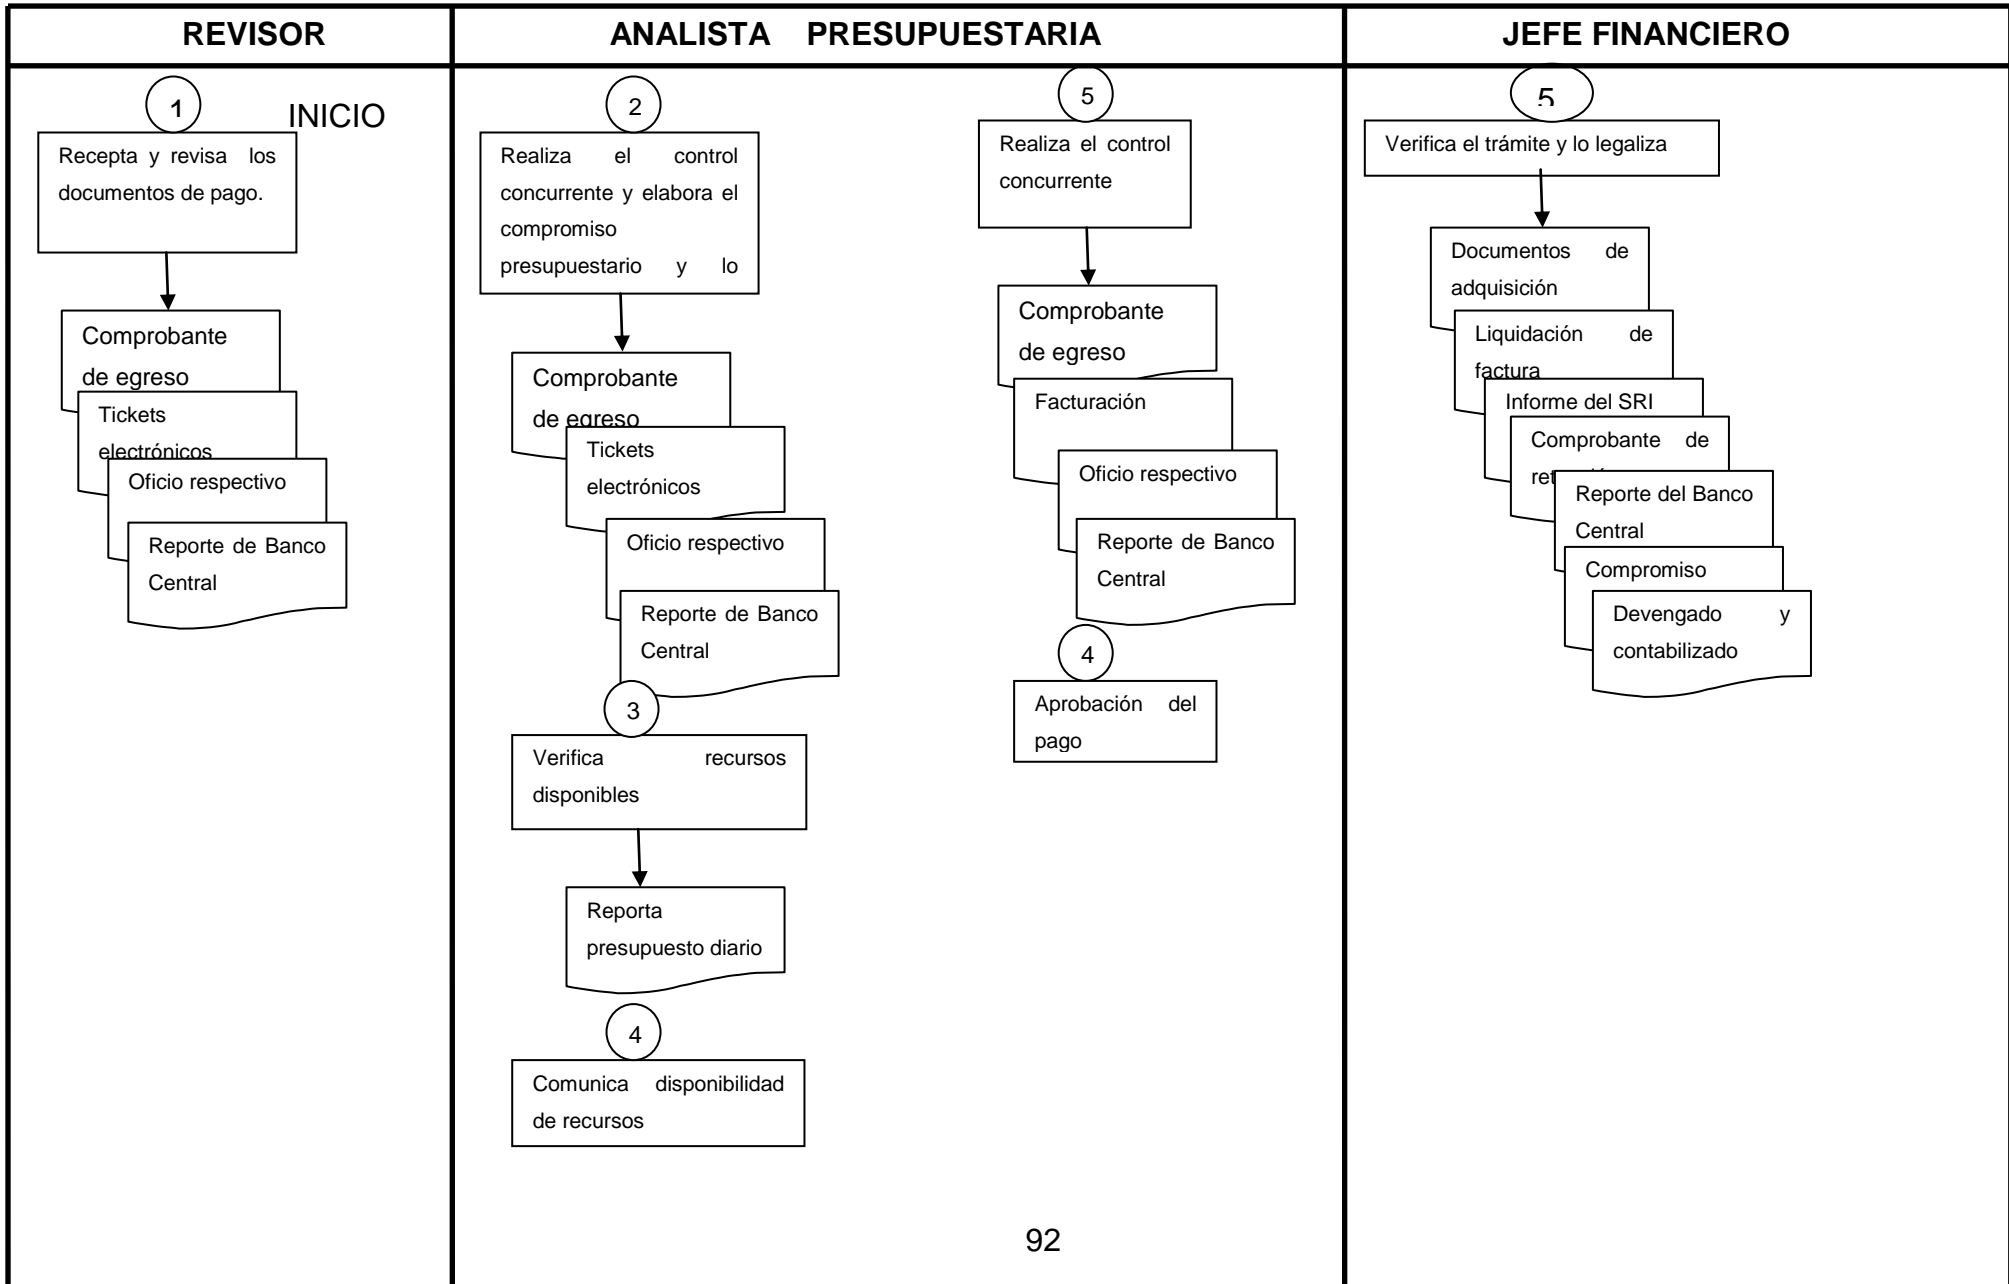 REVISOR
ANALISTA PRESUPUESTARIA
JEFE FINANCIERO
1
INICIO
Recepta y revisa los
documentos de pago.
Comprobante
de egreso
Tickets
electrónicos
Oficio respectivo
Reporte de Banco
Central
2
Realiza el control
concurrente y elabora el
compromiso
presupuestario y lo
Comprobante
de egreso
Tickets
electrónicos
Oficio respectivo
Reporte de Banco
Central
3
Verifica recursos
disponibles
Reporta
presupuesto diario
4
Comunica disponibilidad
de recursos
5
Realiza el control
concurrente
Comprobante
de egreso
Facturación
Oficio respectivo
Reporte de Banco
Central
4
Aprobación del
pago
5
Verifica el trámite y lo legaliza
Documentos de
adquisición
Liquidación de
factura
Informe del SRI
Comprobante de
Reporte del Banco
Central
Compromiso
Devengado y
contabilizado
92